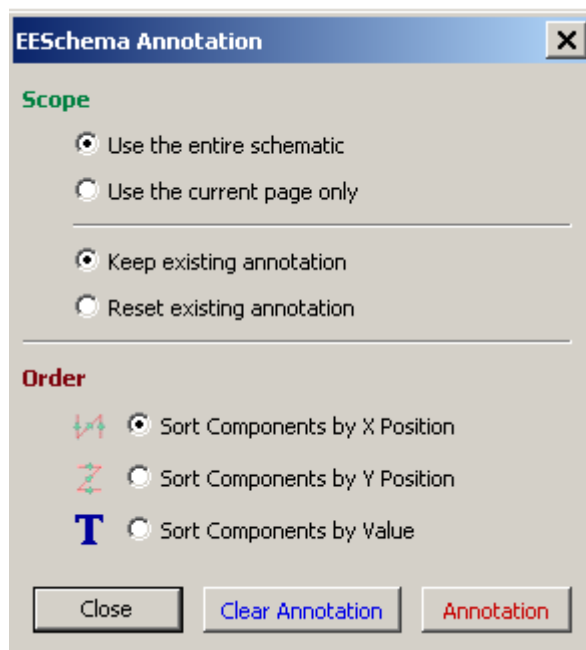 EESchema Annotation
Scope
Use the entire schematic
Use the current page only
Keep existing annotation
Reset existing annotation
Order
Sort Components by X Position
Sort Components by Y Position
T Sort Components by Value
Close Clear Annotation Annotation